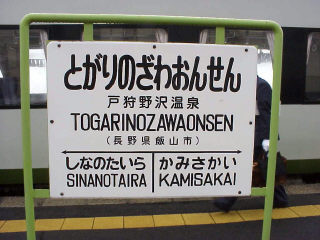 とがりのざわおんせん
戸狩野沢温泉
TOGARINOZAWAONSEN
(長野県飯山市)
しなのたいら かみさかい
SINANOTAIRA KAMISAKAI